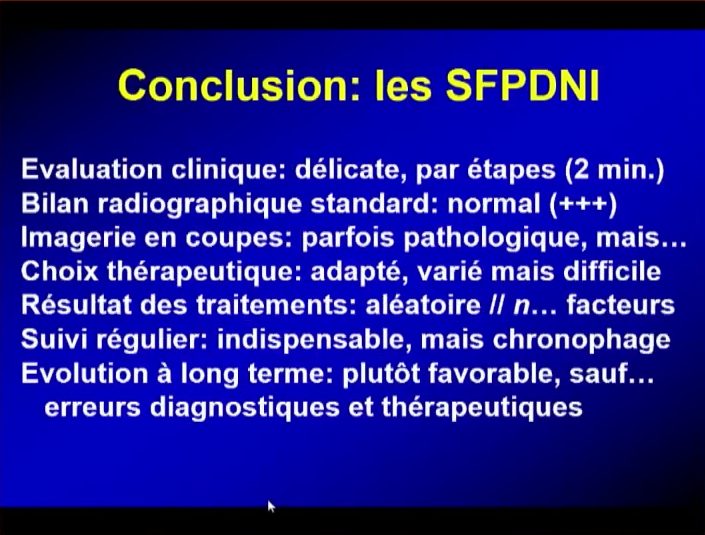 Conclusion: les SFPDNI
Evaluation clinique: délicate, par étapes (2 min.)
Bilan radiographique standard: normal (+++)
Imagerie en coupes: parfois pathologique, mais…
Choix thérapeutique: adapté, varié mais difficile
Résultat des traitements: aléatoire // n… facteurs
Suivi régulier: indispensable, mais chronophage
Evolution à long terme: plutôt favorable, sauf…
erreurs diagnostiques et thérapeutiques